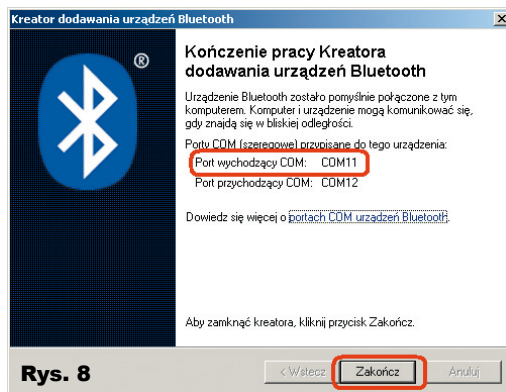 Kreator dodawania urządzeń Bluetooth
®
Kończenie pracy Kreatora
dodawania urządzeń Bluetooth
Urządzenie Bluetooth zostało pomyślnie połączone z tym
komputerem. Komputer i urządzenie mogą komunikować się,
gdy znajdą się w bliskiej odległości.
Porty COM (szeregowe) przypisane do tego urządzenia:
Port wychodzący COM: COM11
Port przychodzący COM: COM12
Dowiedz się więcej o portach COM urządzeń Bluetooth.
Aby zamknąć kreatora, kliknij przycisk Zakończ.
Rys. 8
< Wstecz Zakończ Anuluj